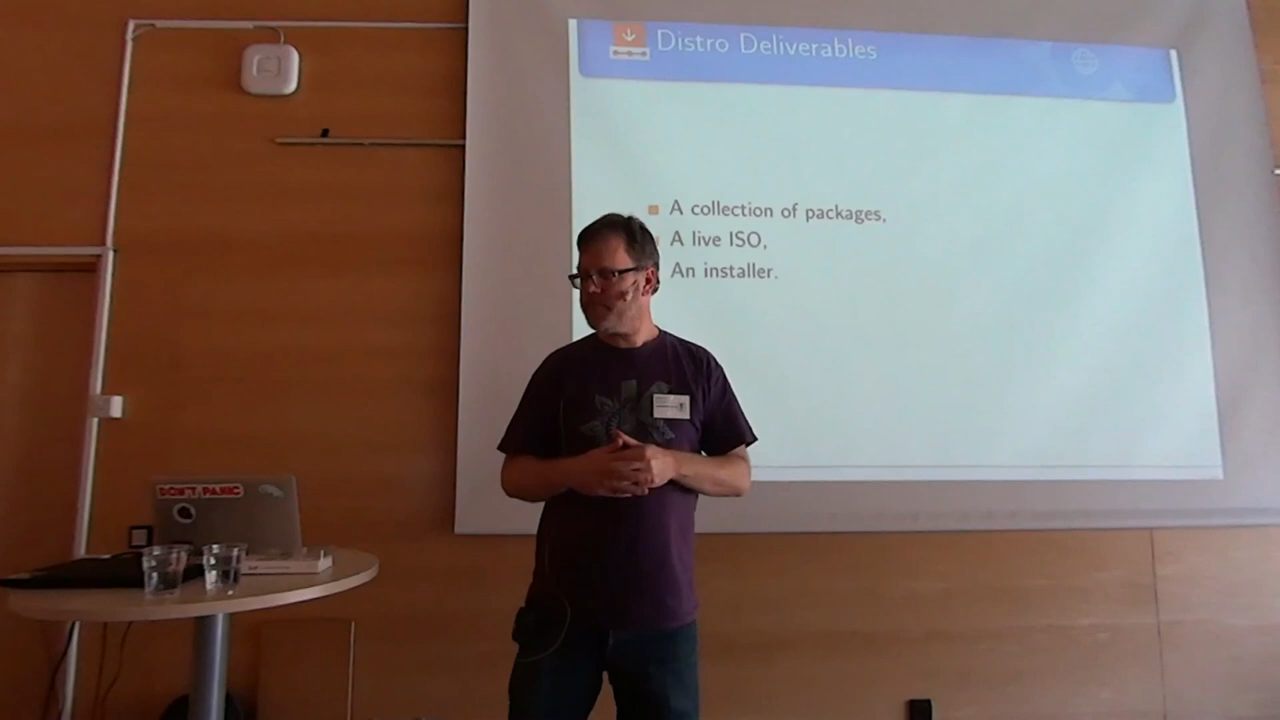 Distro Deliverables
A collection of packages,
A live ISO,
An installer.
DON'T PANIC